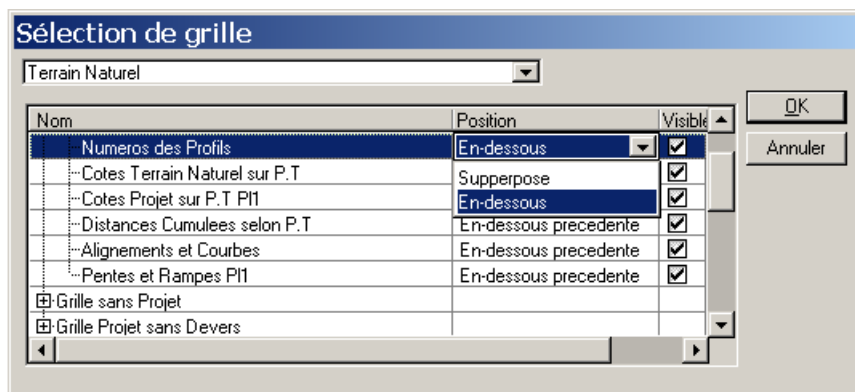 Sélection de grille
Terrain Naturel
Nom Position Visible
OK
Numeros des Profils En-dessous
Annuler
Cotes Terrain Naturel sur P.T Supperpose
Cotes Projet sur P.T Pl1 En-dessous
Distances Cumulees selon P.T En-dessous precedente
Alignements et Courbes En-dessous precedente
Pentes et Rampes Pl1 En-dessous precedente
Grille sans Projet
Grille Projet sans Devers